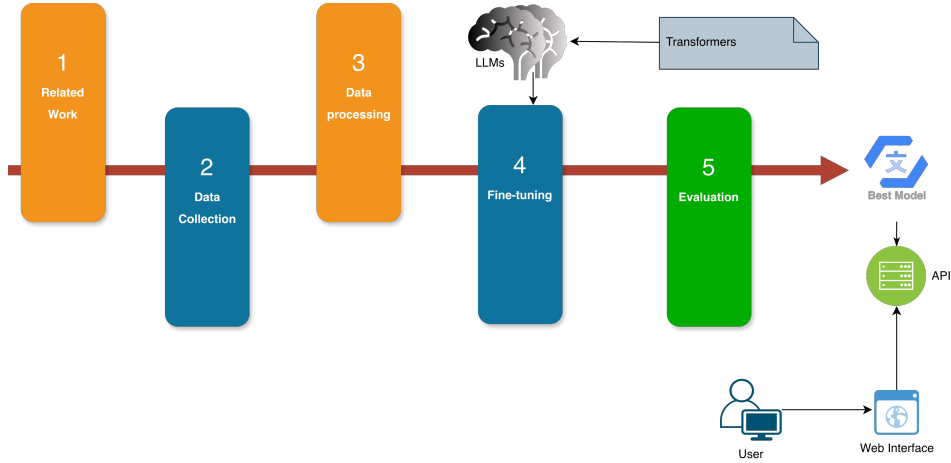 1
Related
Work
2
Data
Collection
3
Data
processing
LLMs
Transformers
4
Fine-tuning
5
Evaluation
Best Model
API
User
Web Interface